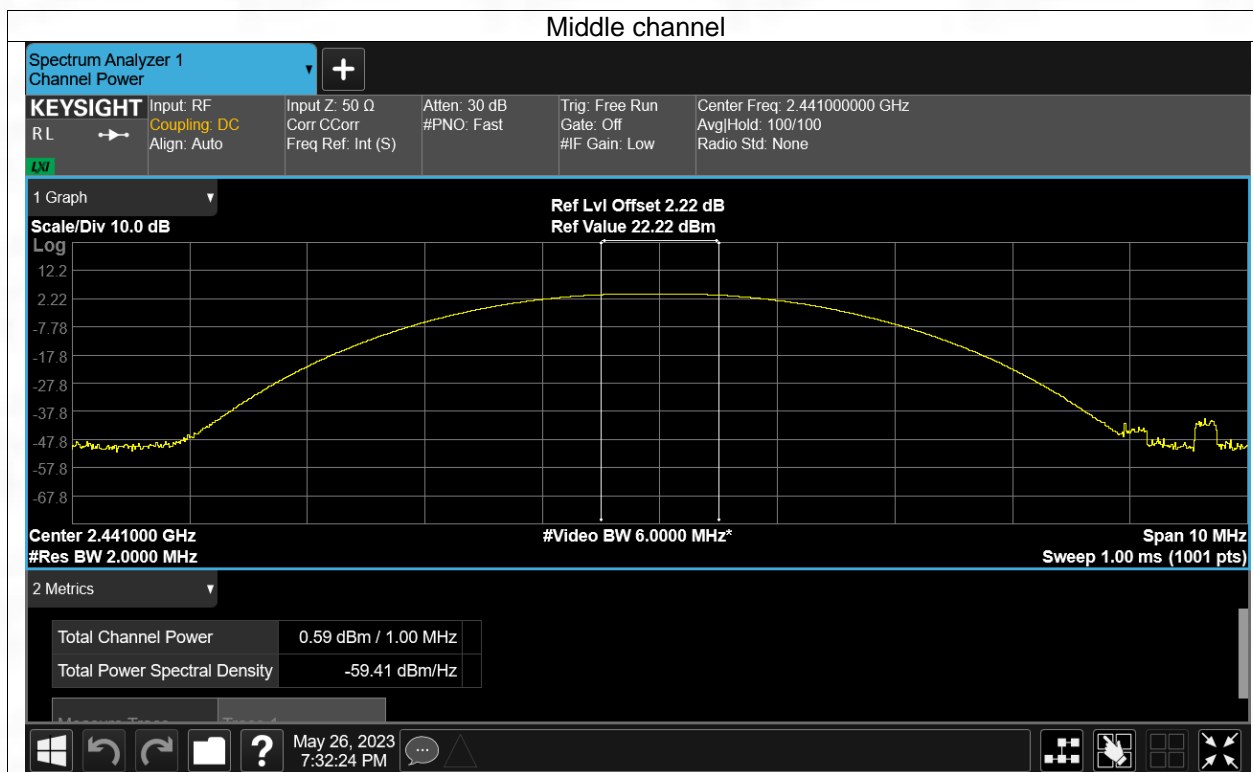 Middle channel
Spectrum Analyzer 1
Channel Power
KEYSIGHT
R L
LXI
Input: RF
Coupling: DC
Align: Auto
Input Z: 50 Ω
Corr CCorr
Freq Ref: Int (S)
Atten: 30 dB
#PNO: Fast
Trig: Free Run
Gate: Off
#IF Gain: Low
Center Freq: 2.441000000 GHz
Avg|Hold: 100/100
Radio Std: None
1 Graph
Scale/Div 10.0 dB
Ref Lvl Offset 2.22 dB
Ref Value 22.22 dBm
Log
12.2
2.22
-7.78
-17.8
-27.8
-37.8
-47.8
-57.8
-67.8
Center 2.441000 GHz
#Res BW 2.0000 MHz
#Video BW 6.0000 MHz*
Span 10 MHz
Sweep 1.00 ms (1001 pts)
2 Metrics
Total Channel Power 0.59 dBm / 1.00 MHz
Total Power Spectral Density -59.41 dBm/Hz
May 26, 2023
7:32:24 PM